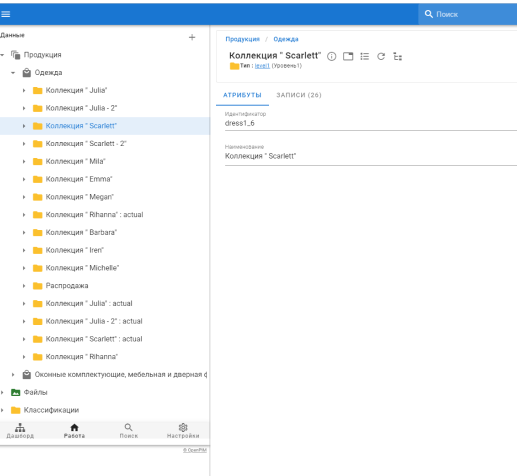 Поиск
Данные
Продукция
Одежда
Коллекция " Julia"
Коллекция " Julia - 2"
Коллекция " Scarlett"
Коллекция " Scarlett - 2"
Коллекция " Mila"
Коллекция " Emma"
Коллекция " Megan"
Коллекция " Rihanna" : actual
Коллекция " Barbara"
Коллекция " Iren"
Коллекция " Michelle"
Распродажа
Коллекция " Julia" : actual
Коллекция " Julia - 2" : actual
Коллекция " Scarlett" : actual
Коллекция " Rihanna"
Оконные комплектующие, мебельная и дверная ф
Файлы
Классификации
Дашборд Работа Поиск Настройки
© OpenPIM
Продукция / Одежда
Коллекция " Scarlett"
Тип : level1 (Уровень1)
АТРИБУТЫ ЗАПИСИ (26)
Идентификатор
dress1_6
Наименование
Коллекция " Scarlett"